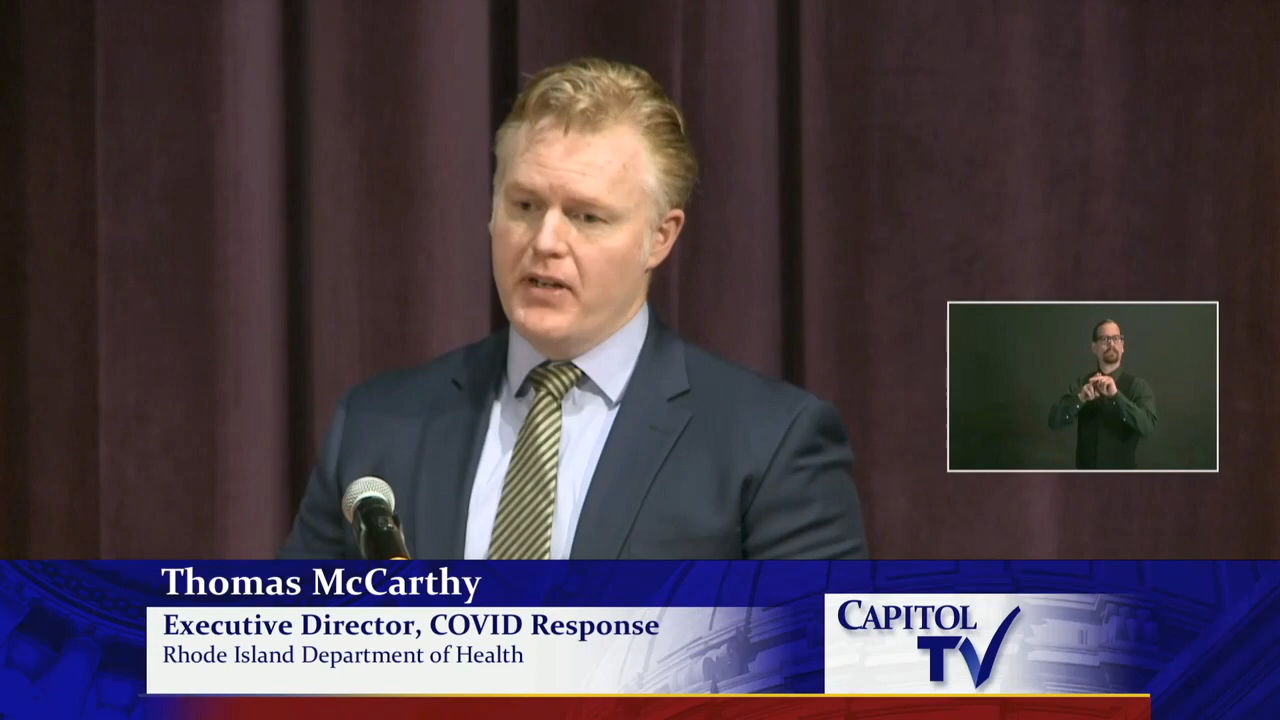 Thomas McCarthy
Executive Director, COVID Response
Rhode Island Department of Health
CAPITOL
TV